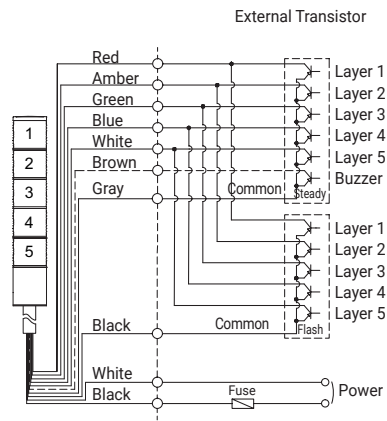 External Transistor
Red
Layer 1
Amber
Layer 2
Green
Layer 3
Blue
Layer 4
White
Layer 5
Brown
Buzzer
Gray
Common
Steady
1
2
3
4
5
Layer 1
Layer 2
Layer 3
Layer 4
Layer 5
Black
Common
Flash
White
Black
Fuse
Power